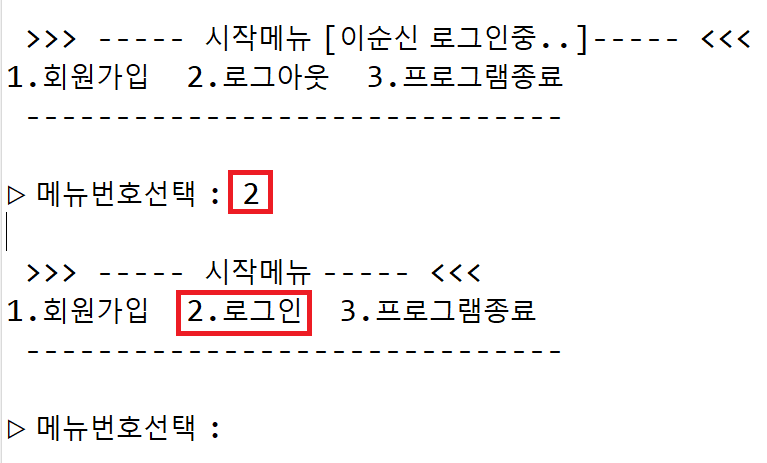 >>> ----- 시작메뉴 [이순신 로그인중..]----- <<<
1.회원가입  2.로그아웃  3.프로그램종료
------------------------------
▷ 메뉴번호선택 : 2
>>> ----- 시작메뉴 ----- <<<
1.회원가입  2.로그인  3.프로그램종료
------------------------------
▷ 메뉴번호선택 :